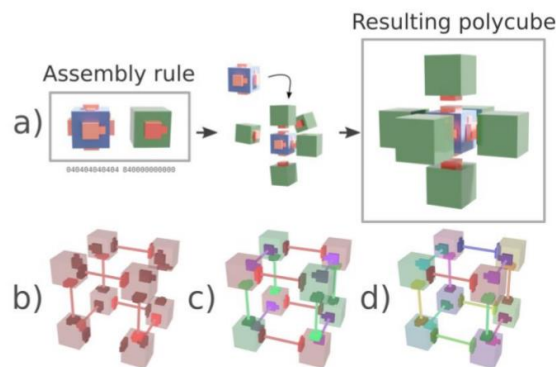 Assembly rule
Resulting polycube
a)
040404040404 840000000000
b)
c)
d)